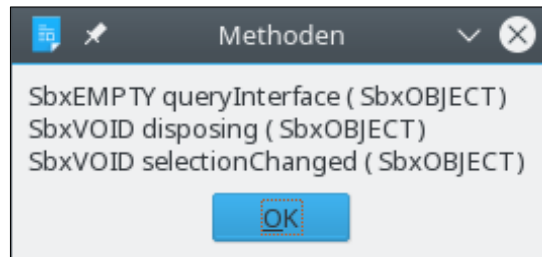 Methoden
SbxEMPTY queryInterface ( SbxOBJECT)
SbxVOID disposing ( SbxOBJECT)
SbxVOID selectionChanged ( SbxOBJECT)
OK